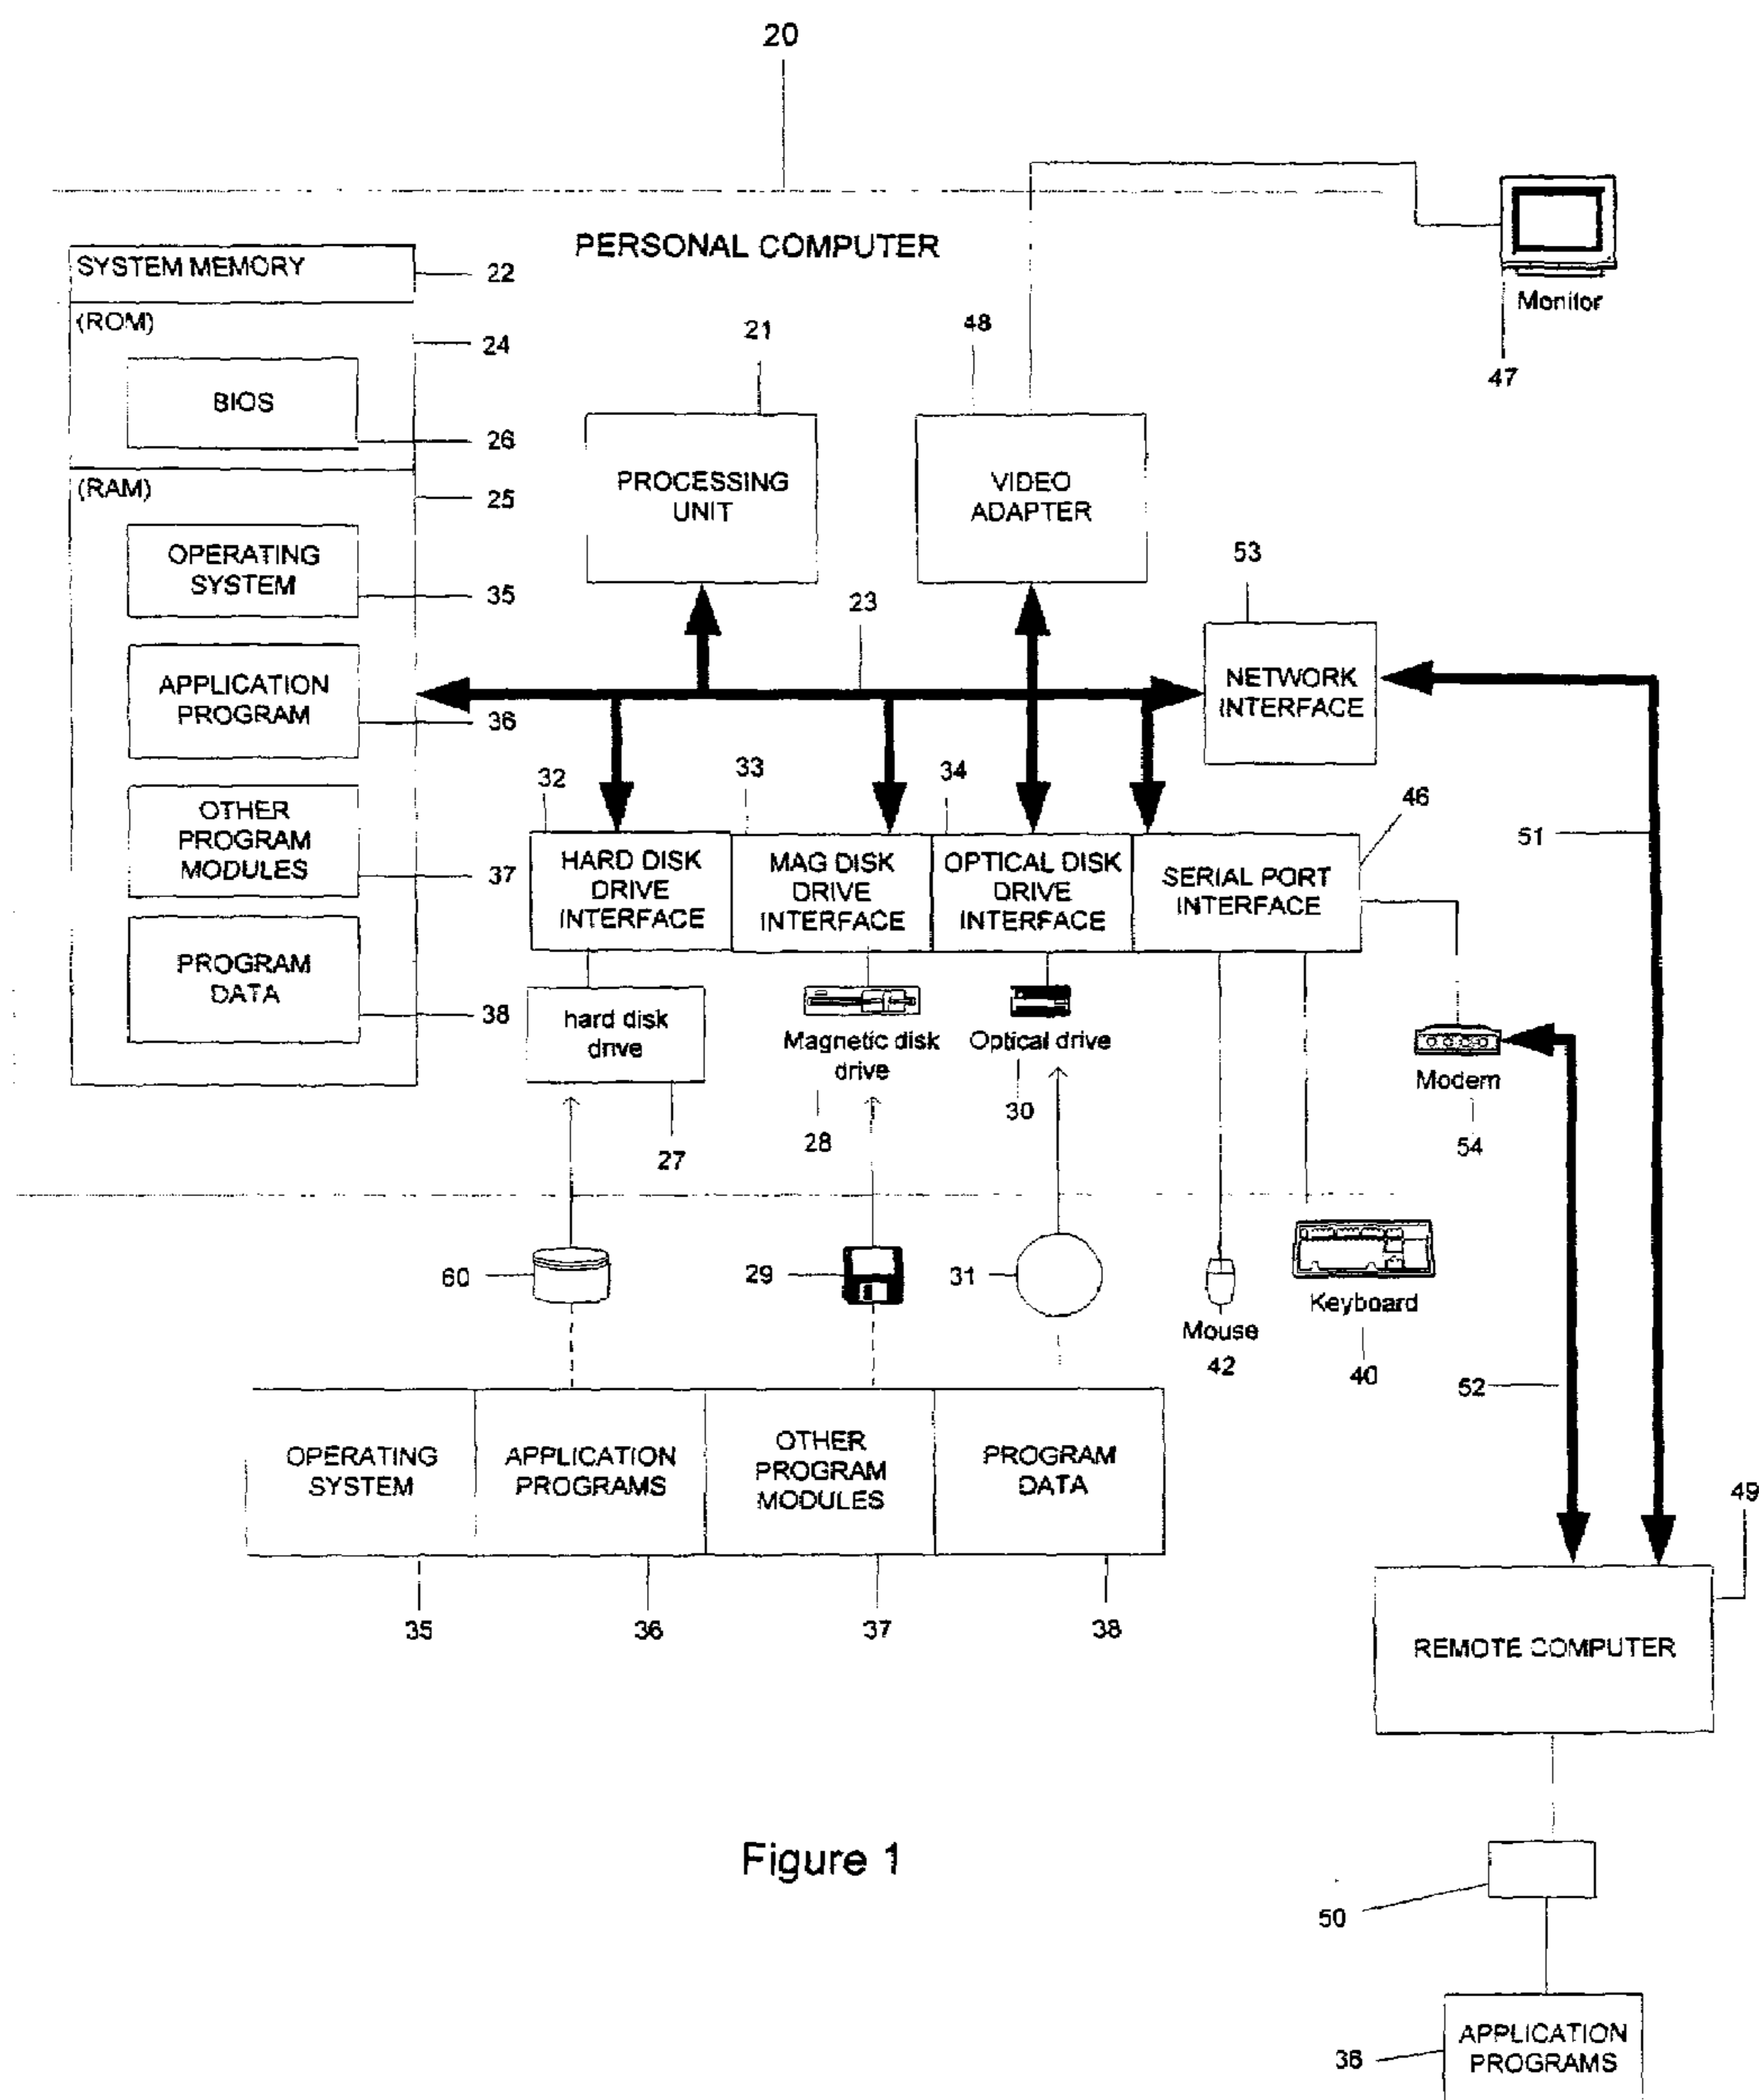 20
PERSONAL COMPUTER
SYSTEM MEMORY
22
(ROM)
24
BIOS
26
(RAM)
25
OPERATING
SYSTEM
35
APPLICATION
PROGRAM
36
OTHER
PROGRAM
MODULES
37
PROGRAM
DATA
38
21
PROCESSING
UNIT
48
VIDEO
ADAPTER
Monitor
47
23
53
NETWORK
INTERFACE
32
HARD DISK
DRIVE
INTERFACE
33
MAG DISK
DRIVE
INTERFACE
34
OPTICAL DISK
DRIVE
INTERFACE
46
SERIAL PORT
INTERFACE
51
hard disk
drive
27
Magnetic disk
drive
28
Optical drive
30
Modem
54
60
29
31
Mouse
42
Keyboard
40
52
OPERATING
SYSTEM
APPLICATION
PROGRAMS
OTHER
PROGRAM
MODULES
PROGRAM
DATA
35
36
37
38
49
REMOTE COMPUTER
Figure 1
50
36
APPLICATION
PROGRAMS